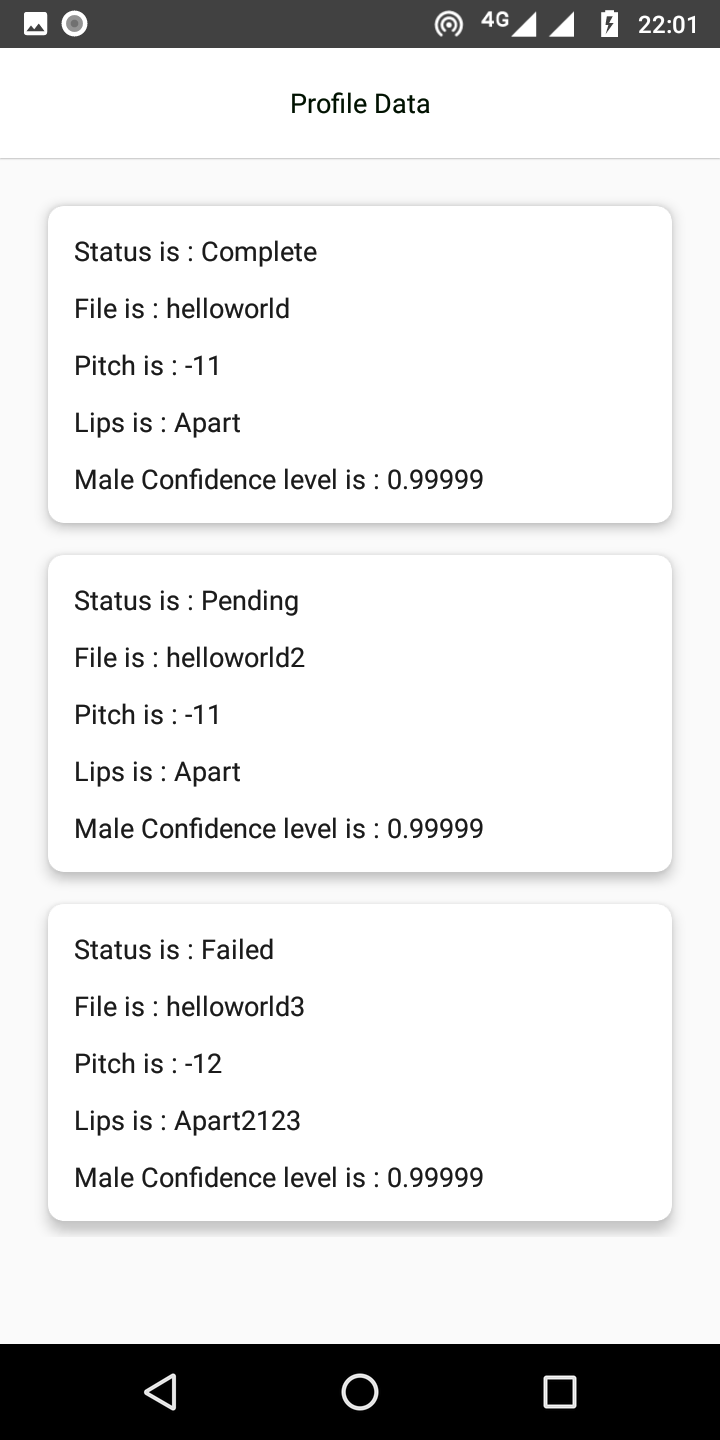 4G 22:01
Profile Data
Status is : Complete
File is : helloworld
Pitch is : -11
Lips is : Apart
Male Confidence level is : 0.99999
Status is : Pending
File is : helloworld2
Pitch is : -11
Lips is : Apart
Male Confidence level is : 0.99999
Status is : Failed
File is : helloworld3
Pitch is : -12
Lips is : Apart2123
Male Confidence level is : 0.99999